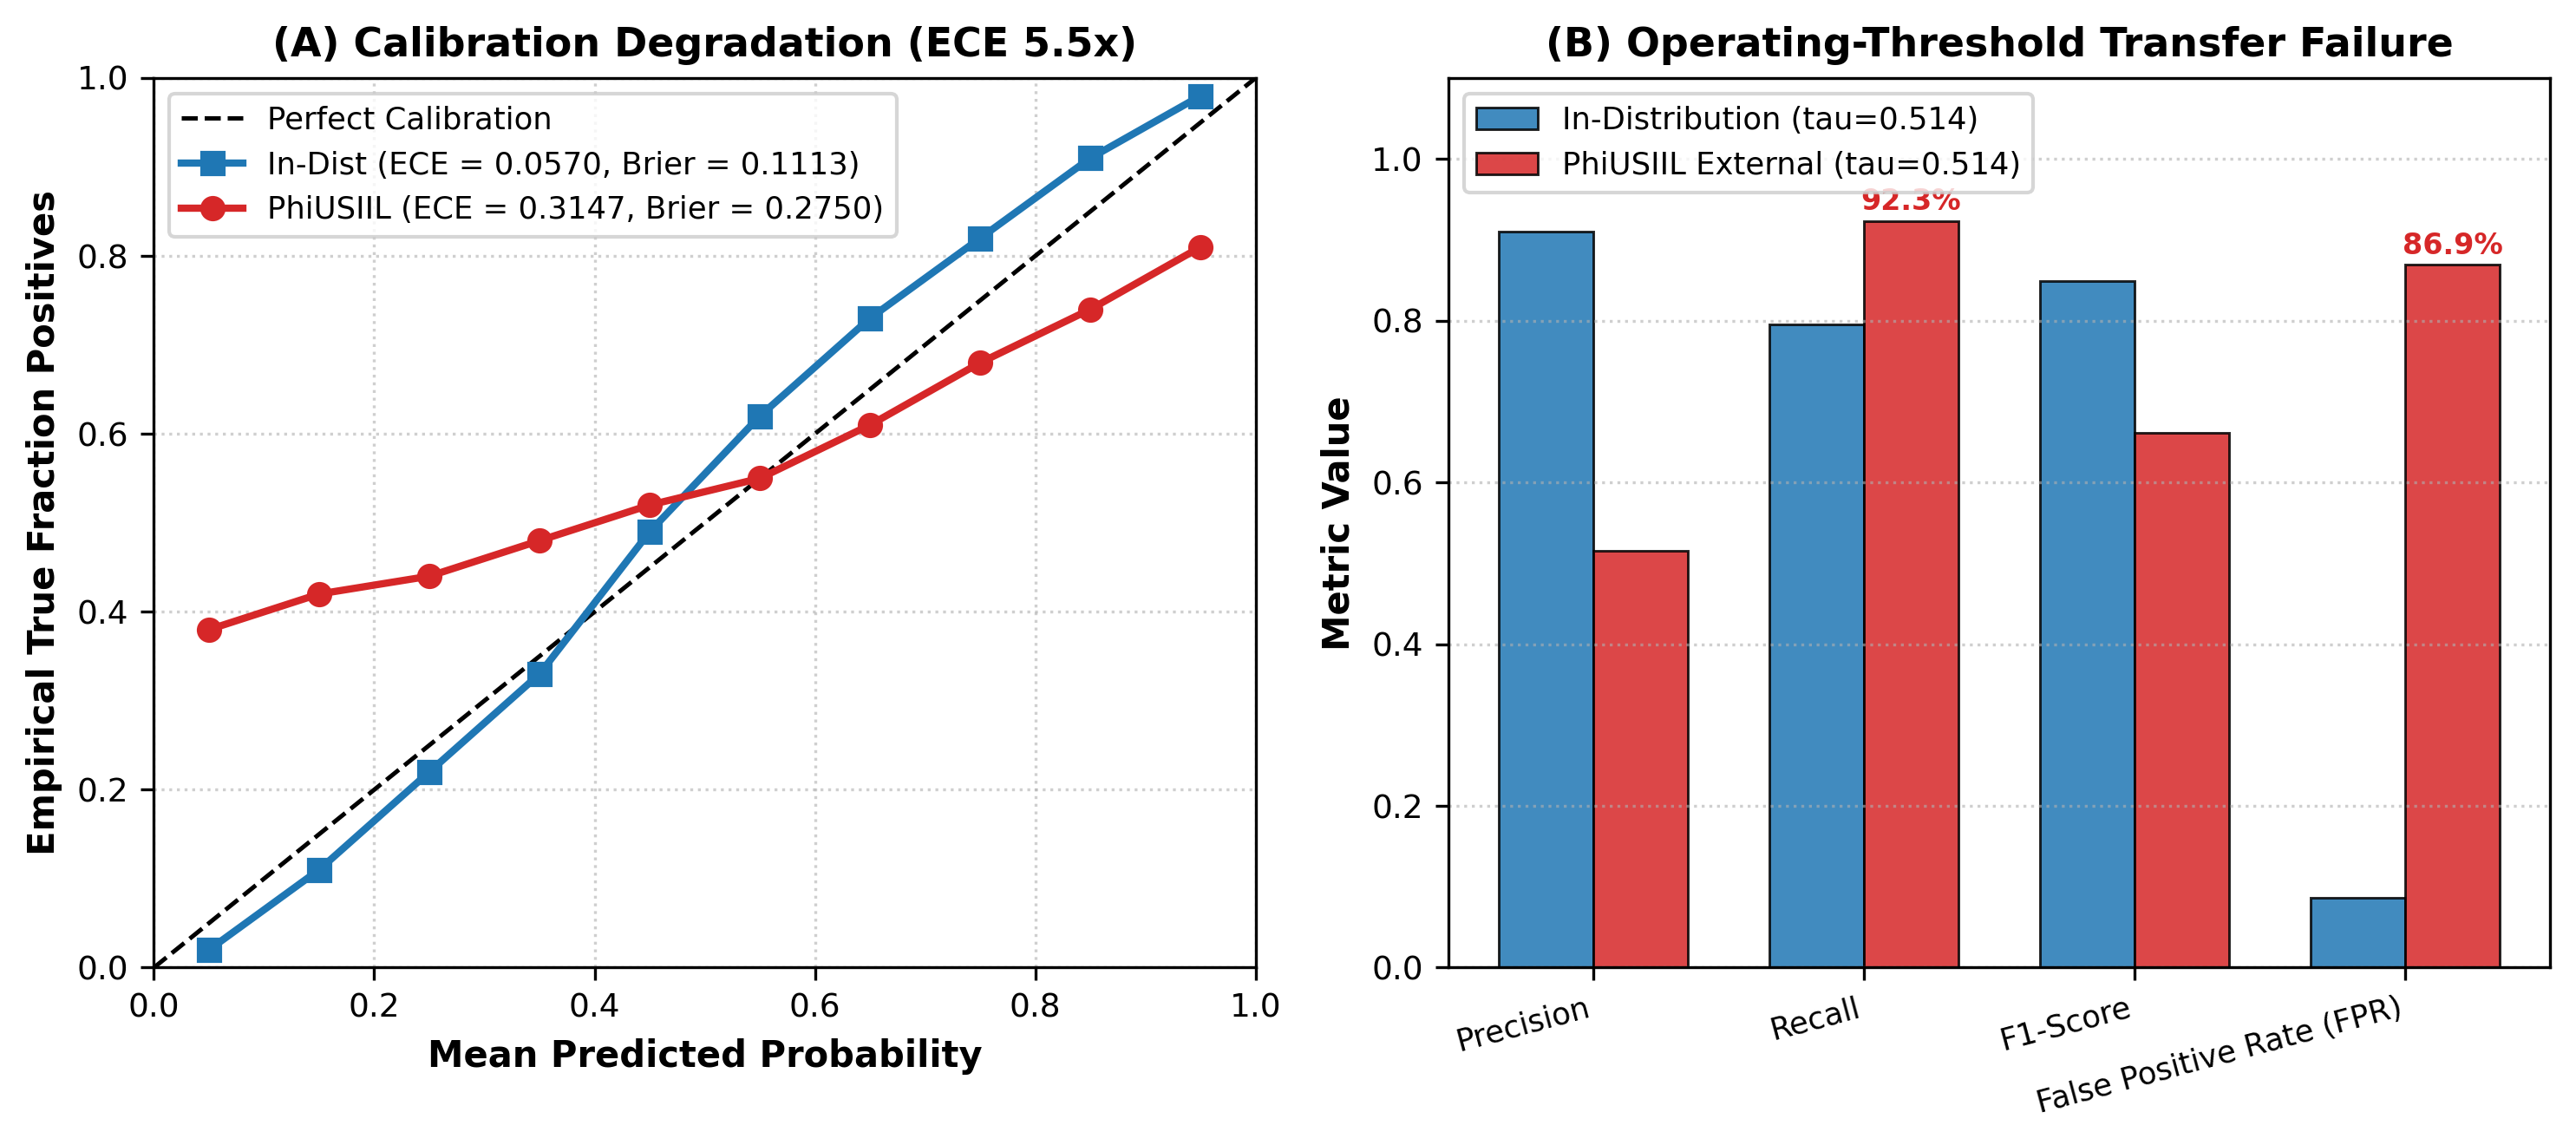 (A) Calibration Degradation (ECE 5.5x)
1.0
0.8
0.6
0.4
0.2
0.0
Empirical True Fraction Positives
Perfect Calibration
In-Dist (ECE = 0.0570, Brier = 0.1113)
PhiUSIIL (ECE = 0.3147, Brier = 0.2750)
0.0 0.2 0.4 0.6 0.8 1.0
Mean Predicted Probability
(B) Operating-Threshold Transfer Failure
1.0
0.8
0.6
0.4
0.2
0.0
Metric Value
In-Distribution (tau=0.514)
PhiUSIIL External (tau=0.514)
92.3%
86.9%
Precision
Recall
F1-Score
False Positive Rate (FPR)